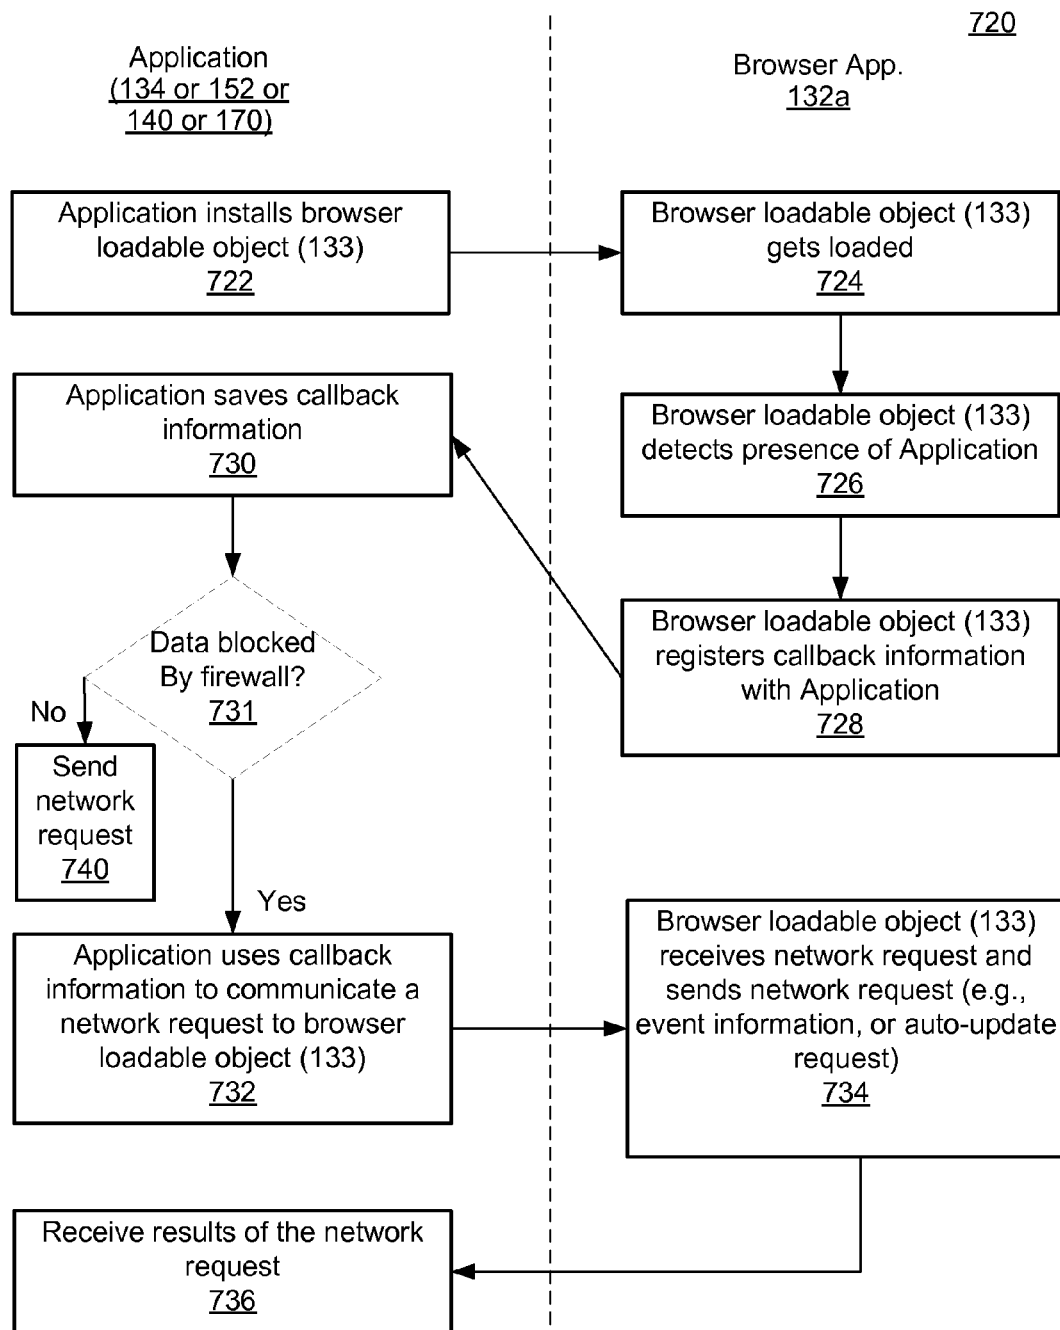 720
Application
(134 or 152 or
140 or 170)
Browser App.
132a
Application installs browser
loadable object (133)
722
Browser loadable object (133)
gets loaded
724
Browser loadable object (133)
detects presence of Application
726
Browser loadable object (133)
registers callback information
with Application
728
Application saves callback
information
730
Data blocked
By firewall?
731
No
Send
network
request
740
Yes
Application uses callback
information to communicate a
network request to browser
loadable object (133)
732
Browser loadable object (133)
receives network request and
sends network request (e.g.,
event information, or auto-update
request)
734
Receive results of the network
request
736